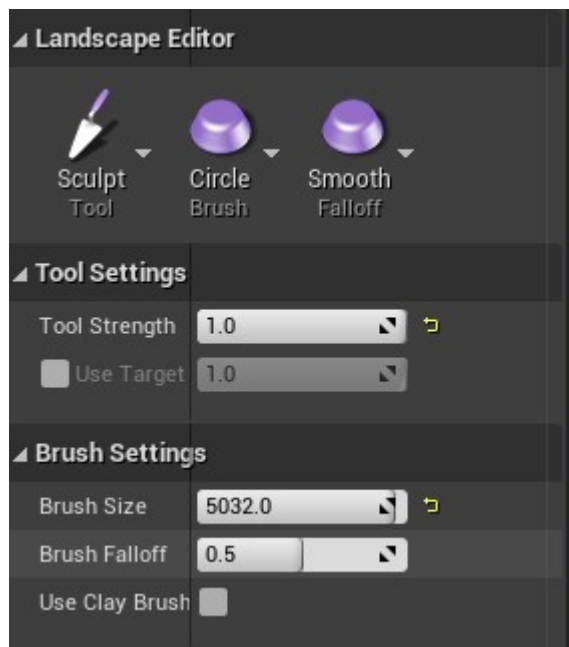 Landscape Editor
Sculpt Circle Smooth
Tool Brush Falloff
Tool Settings
Tool Strength 1.0
Use Target 1.0
Brush Settings
Brush Size 5032.0
Brush Falloff 0.5
Use Clay Brush